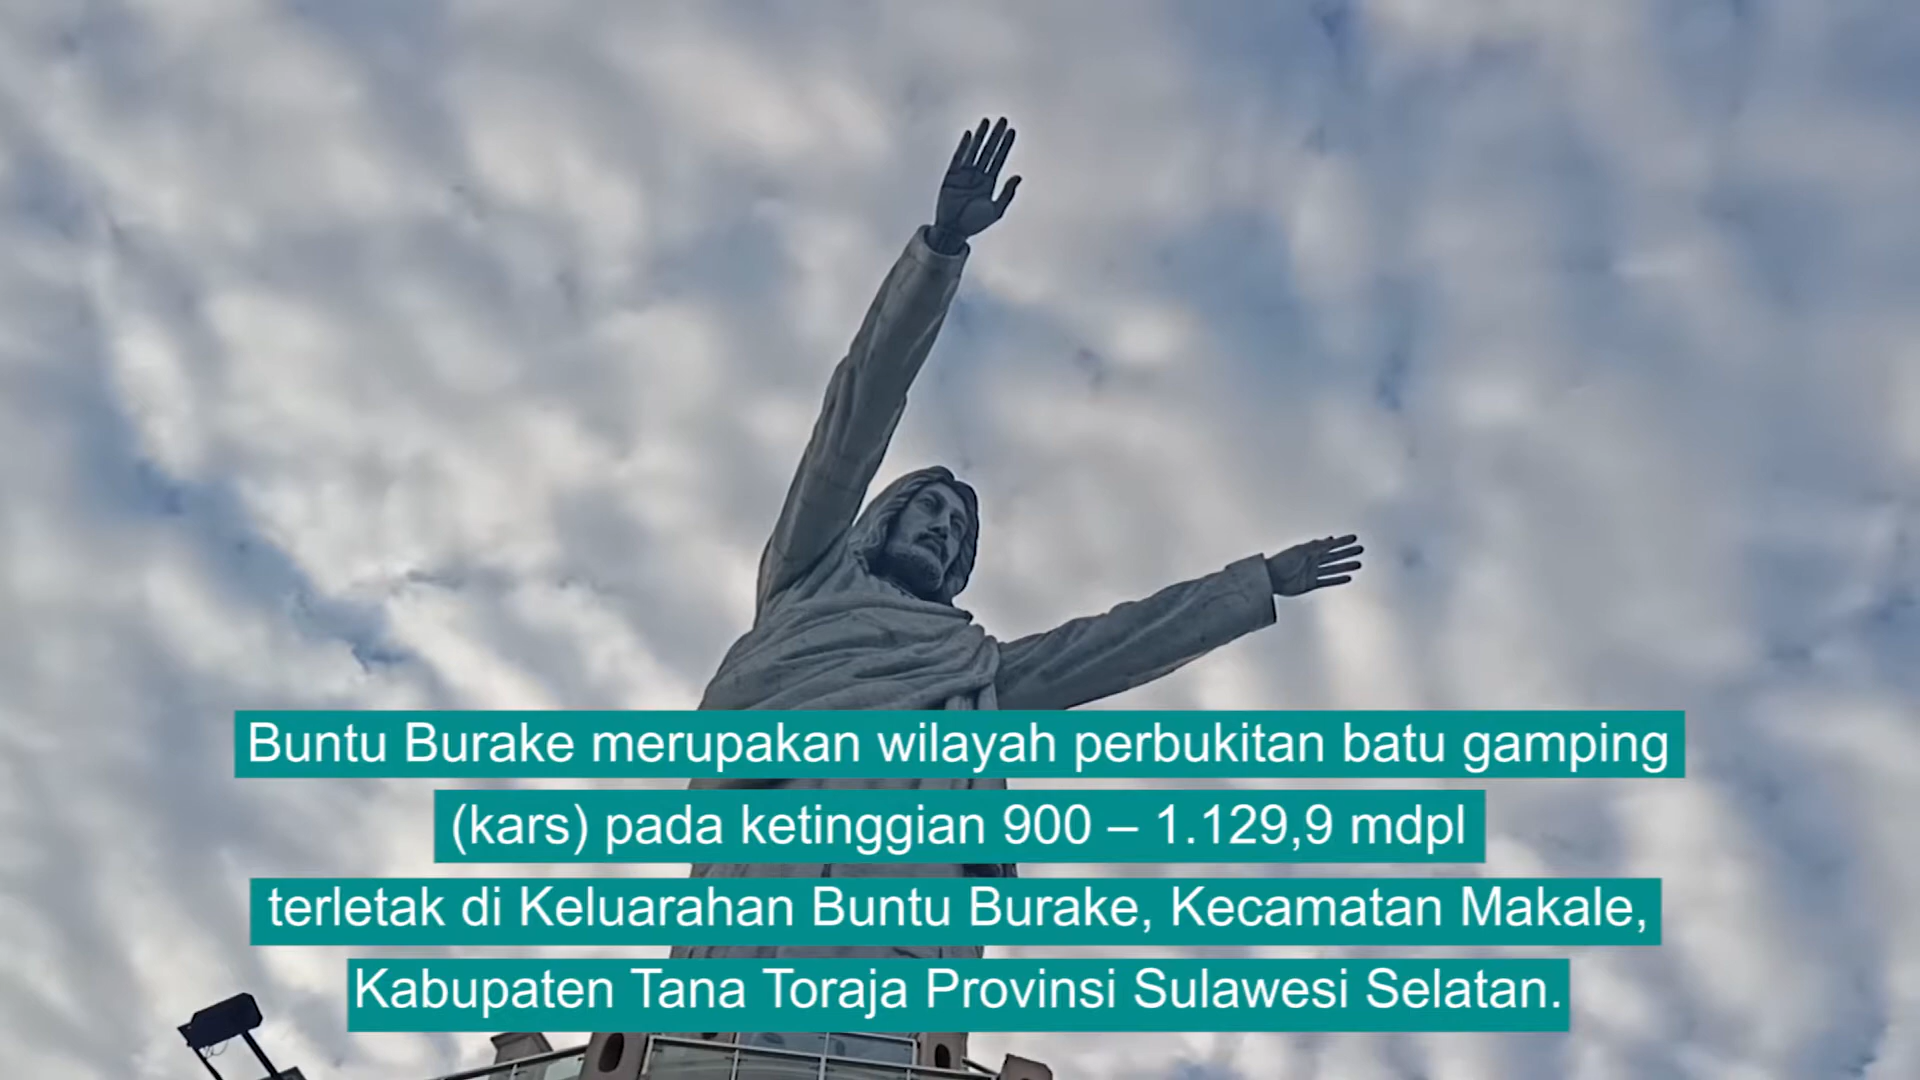 Buntu Burake merupakan wilayah perbukitan batu gamping
(kars) pada ketinggian 900 – 1.129,9 mdpl
terletak di Keluarahan Buntu Burake, Kecamatan Makale,
Kabupaten Tana Toraja Provinsi Sulawesi Selatan.